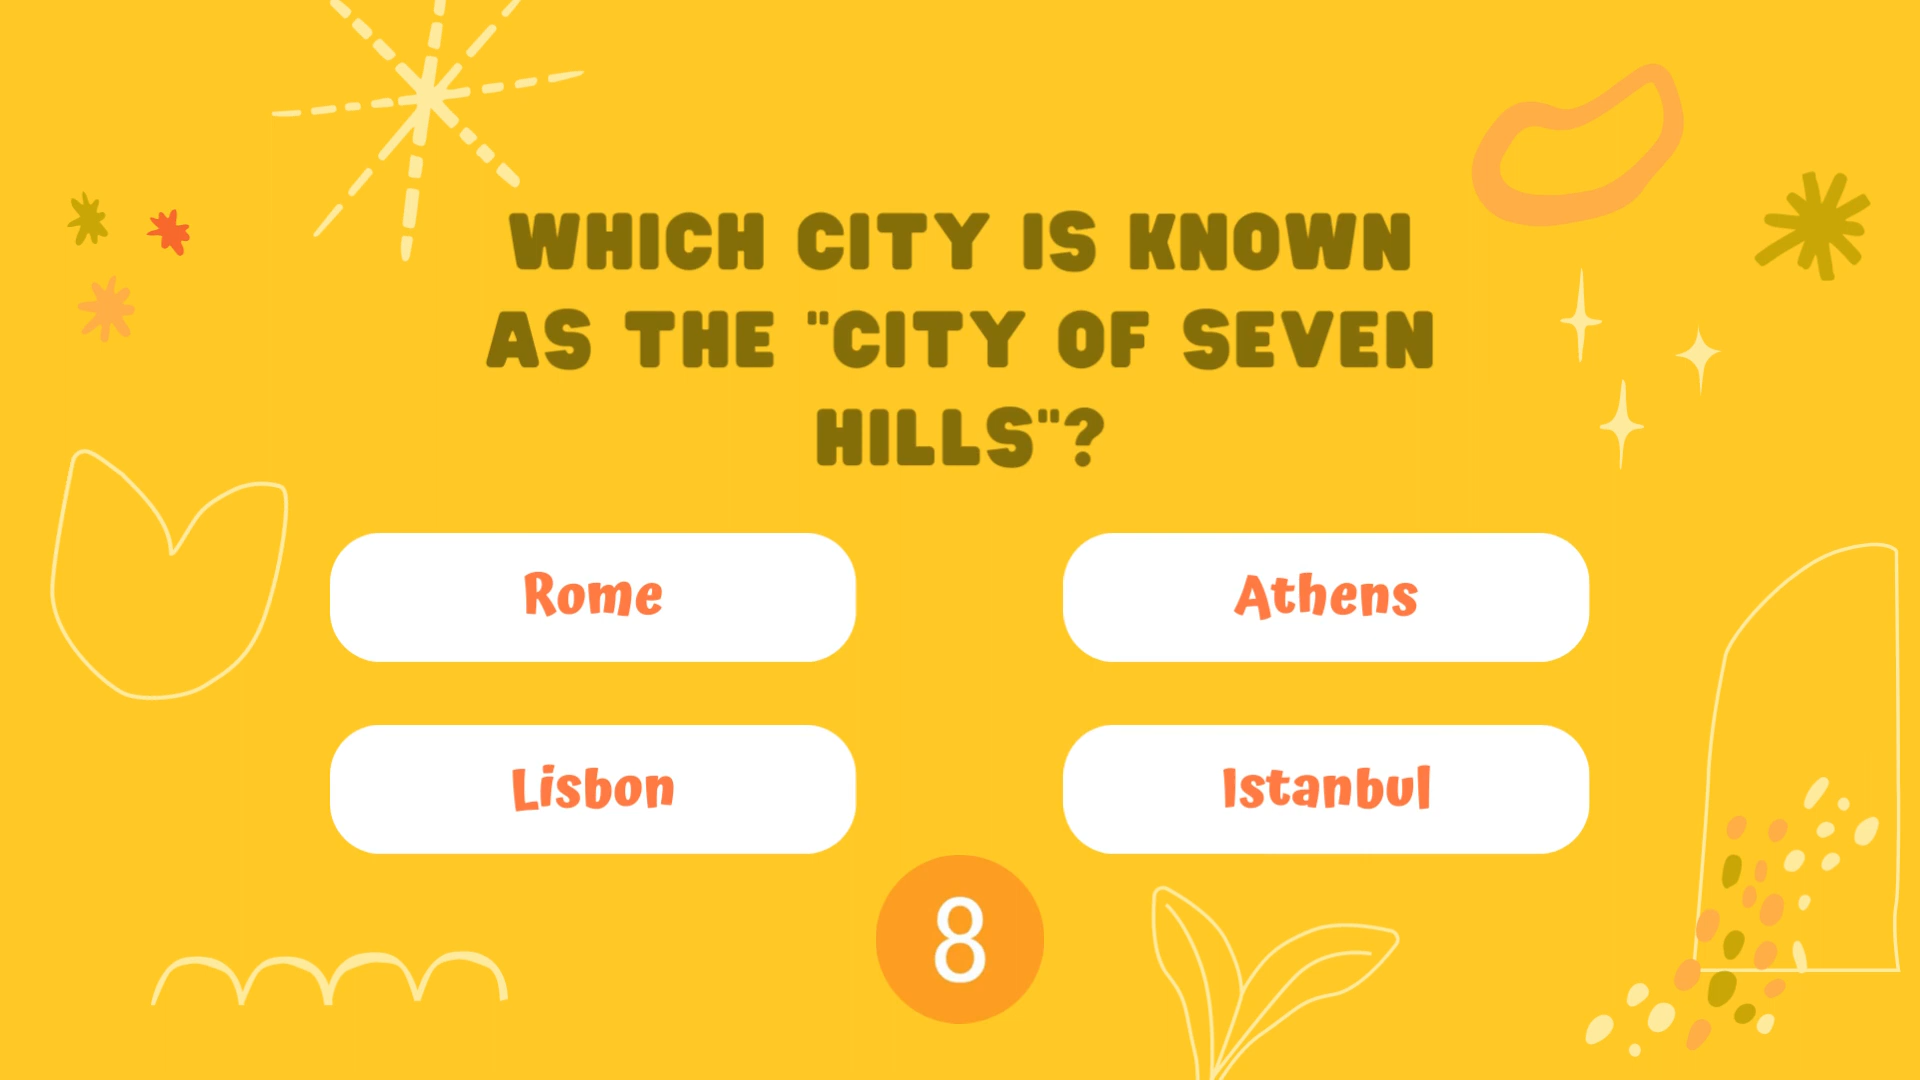 WHICH CITY IS KNOWN
AS THE "CITY OF SEVEN
HILLS"?
Rome
Athens
Lisbon
Istanbul
8